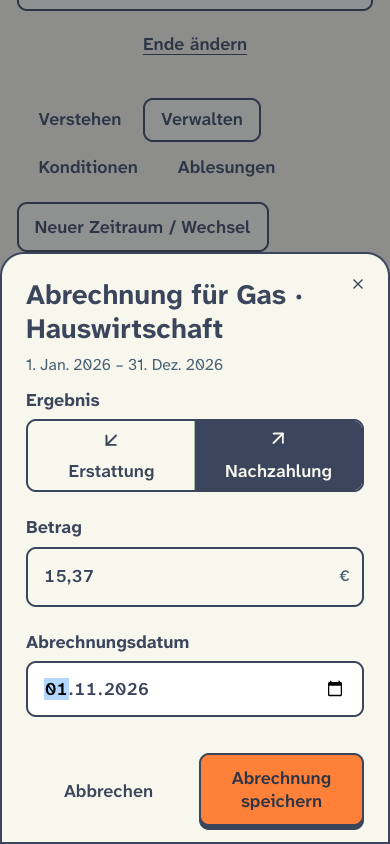 Ende ändern
Verstehen
Verwalten
Konditionen
Ablesungen
Neuer Zeitraum / Wechsel
×
Abrechnung für Gas ·
Hauswirtschaft
1. Jan. 2026 – 31. Dez. 2026
Ergebnis
↙
Erstattung
↗
Nachzahlung
Betrag
15,37
€
Abrechnungsdatum
01.11.2026
Abbrechen
Abrechnung
speichern